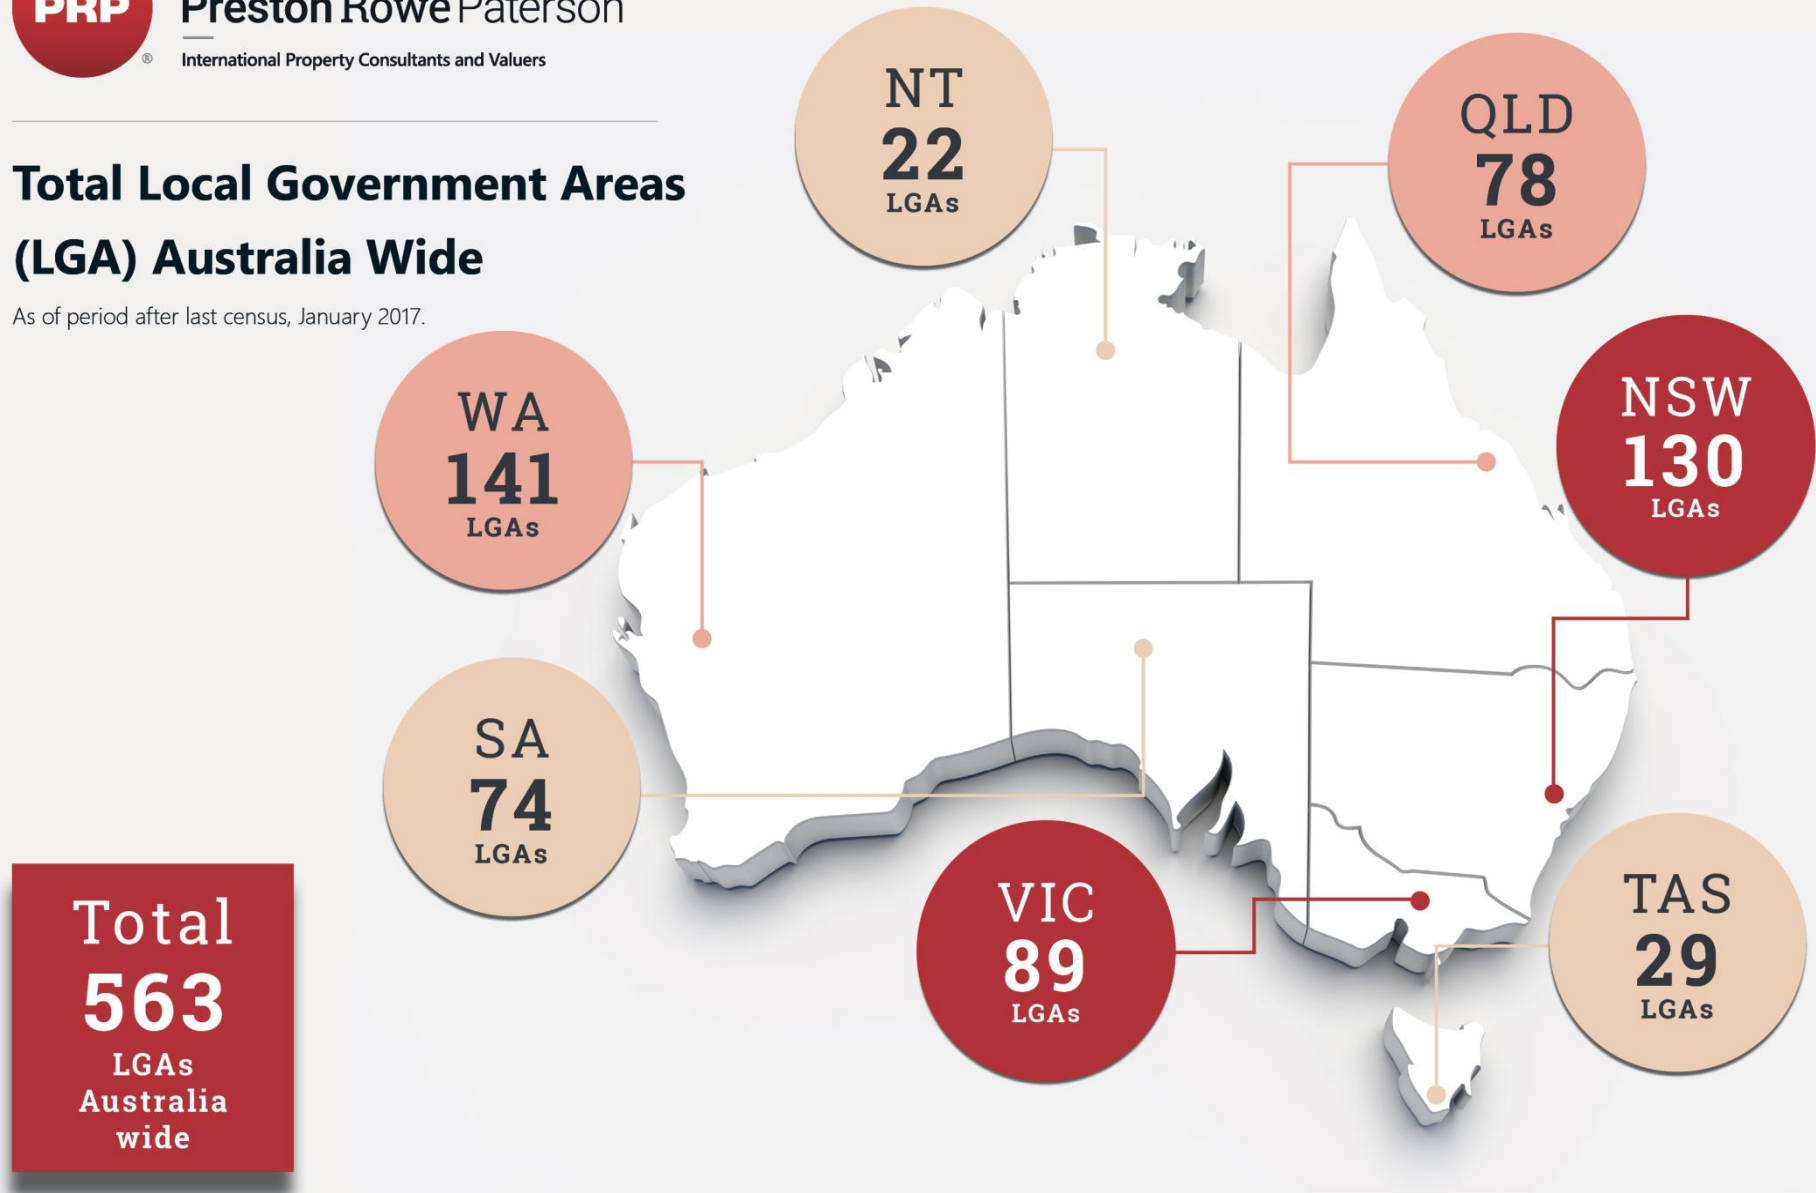 PRP
Preston Rowe Paterson
®
International Property Consultants and Valuers
Total Local Government Areas
(LGA) Australia Wide
As of period after last census, January 2017.
NT
22
LGAs
QLD
78
LGAs
WA
141
LGAs
NSW
130
LGAs
SA
74
LGAs
VIC
89
LGAs
TAS
29
LGAs
Total
563
LGAs
Australia
wide